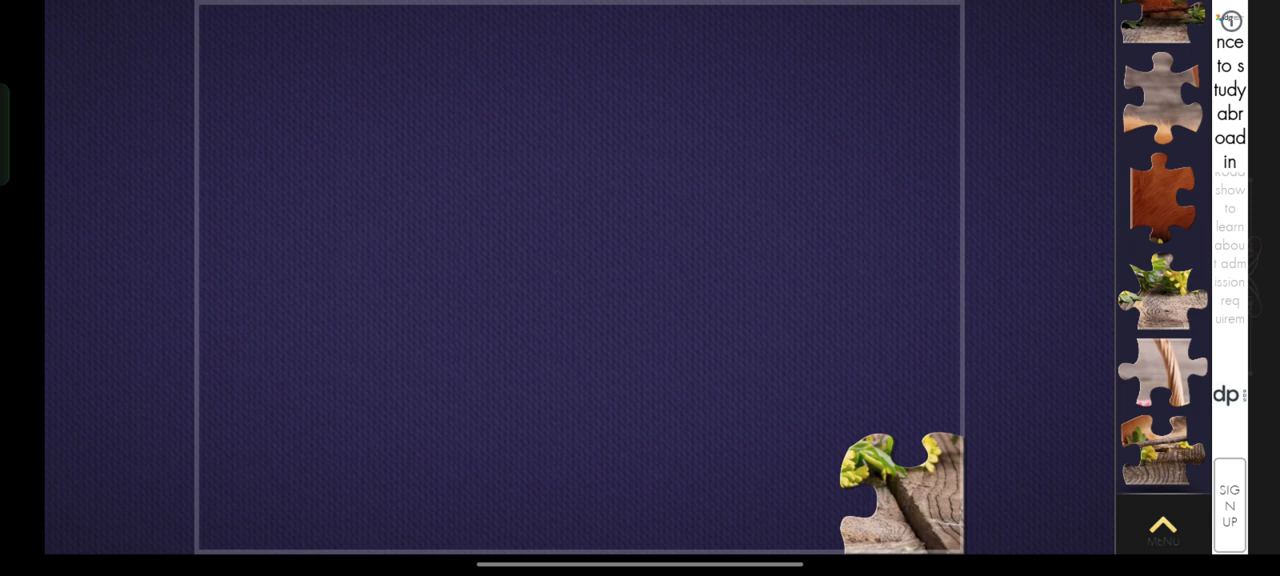 nce
to s
tudy
abr
oad
in
show
to
learn
abou
t adm
ission
req
uirem
dp
SIG
N
UP
MENU